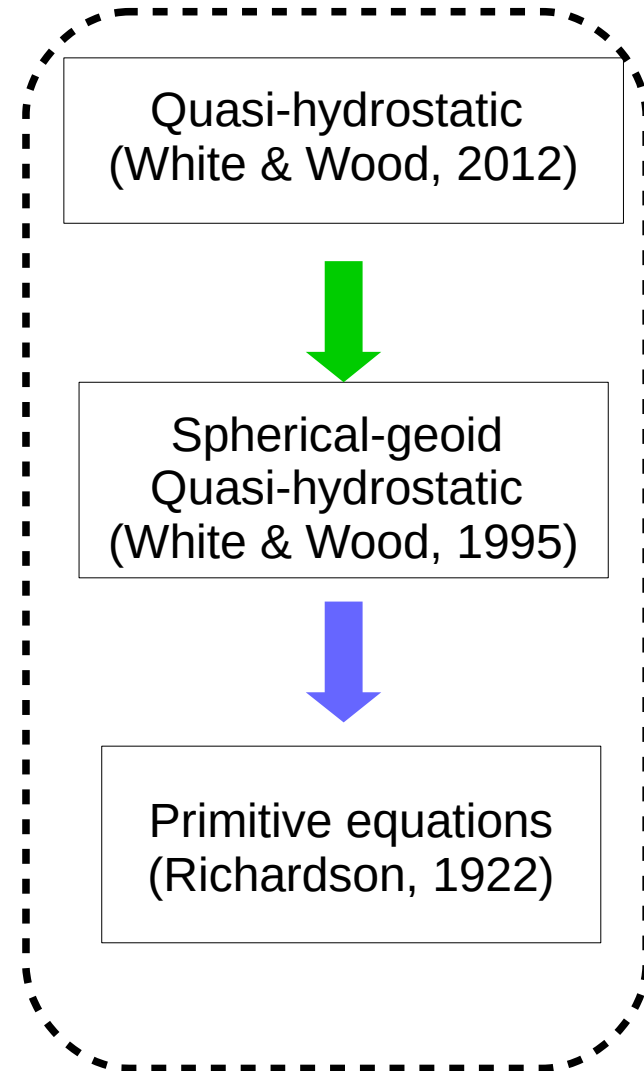 Quasi-hydrostatic
(White & Wood, 2012)
Spherical-geoid
Quasi-hydrostatic
(White & Wood, 1995)
Primitive equations
(Richardson, 1922)